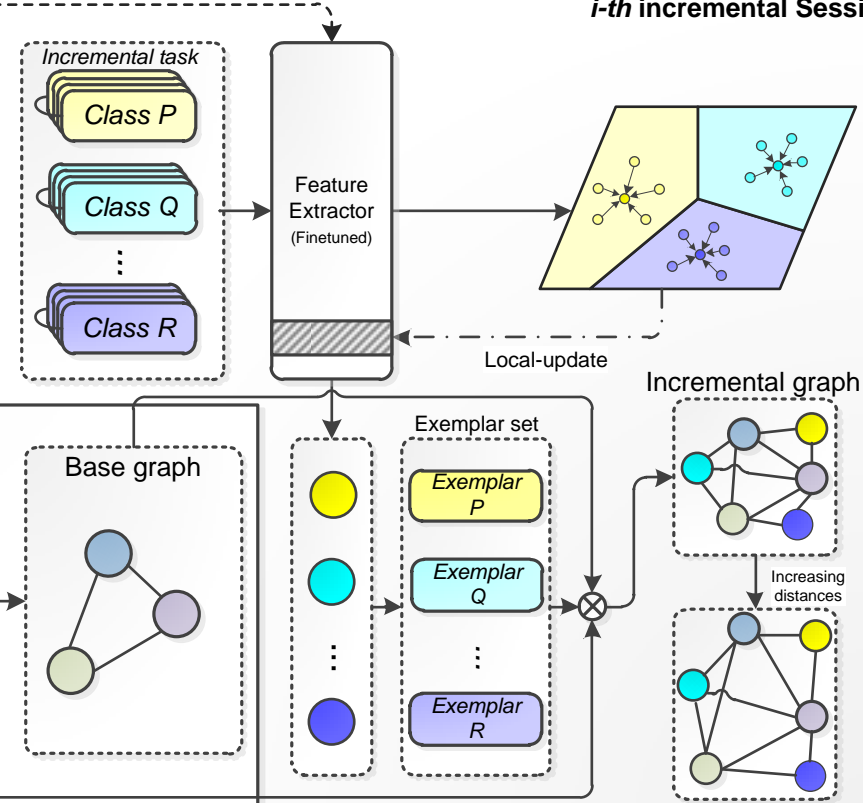 i-th incremental Sessi
Incremental task
Class P
Class Q
...
Class R
Feature
Extractor
(Finetuned)
Local-update
Incremental graph
Base graph
Exemplar set
Exemplar
P
Exemplar
Q
...
...
Exemplar
R
Increasing
distances